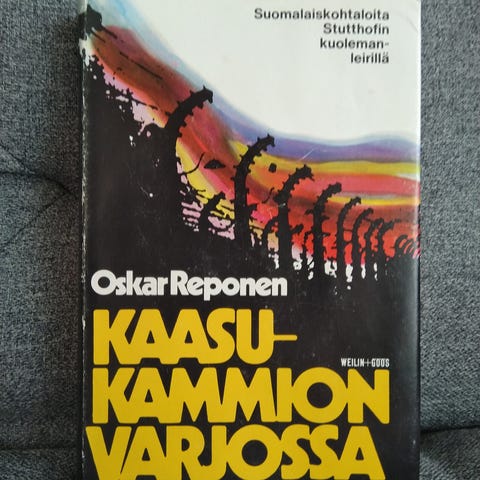 Suomalaiskohtaloita
Stutthofin
kuoleman-
leirillä
Oskar Reponen
KAASU-
WEILIN+GÖÖS
KAMMION
VARJOSSA